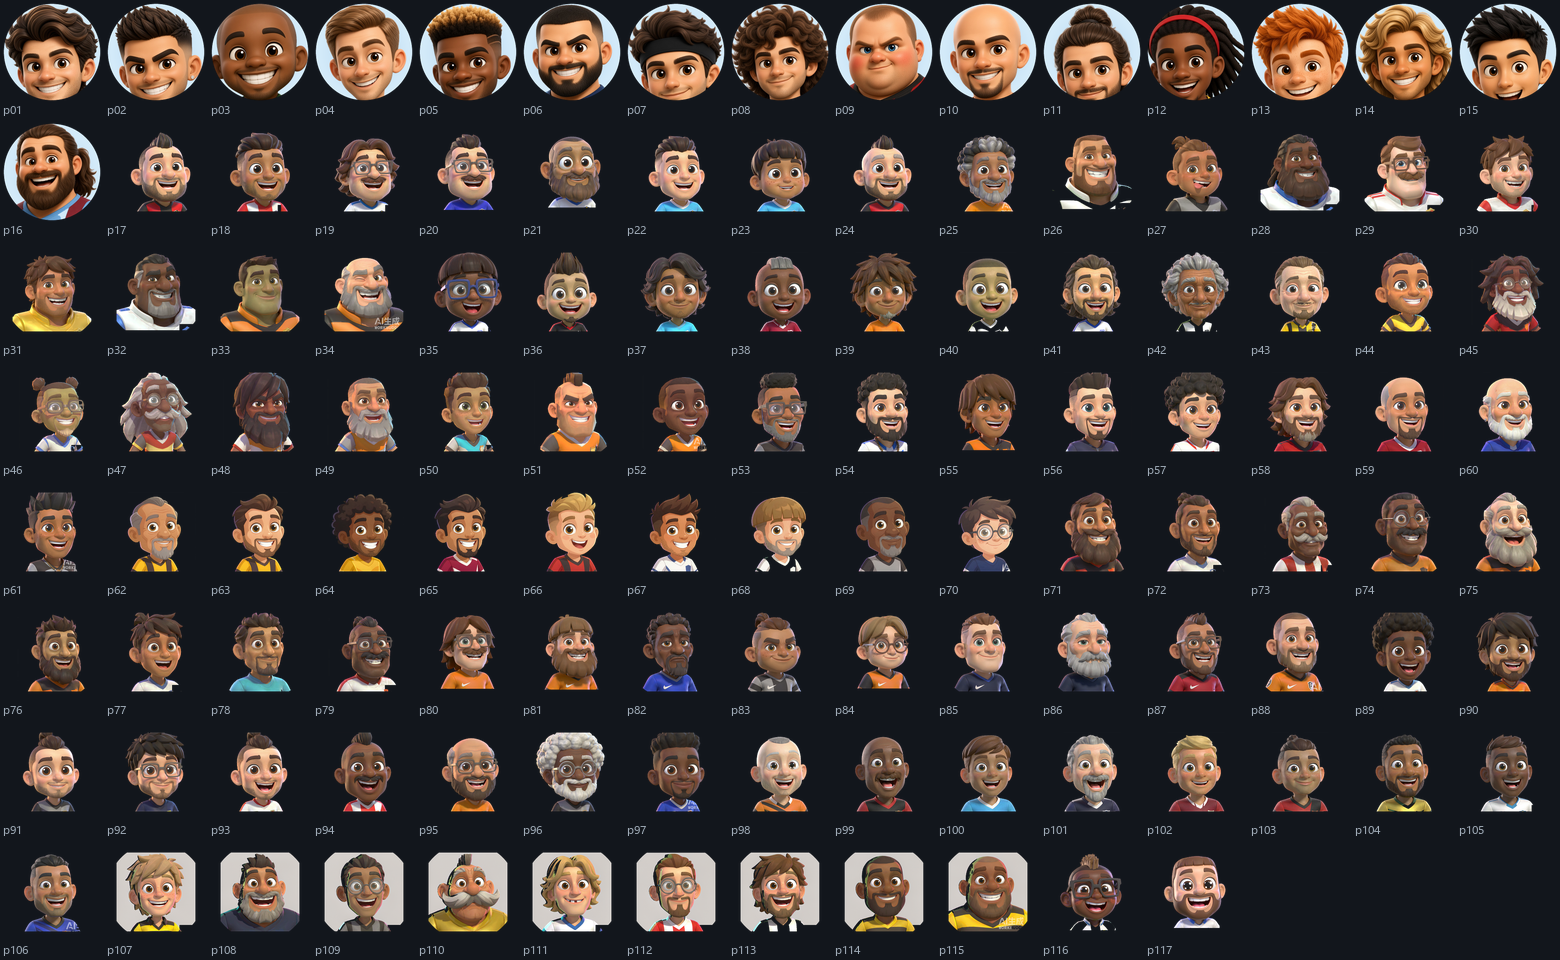 p01 p02 p03 p04 p05 p06 p07 p08 p09 p10 p11 p12 p13 p14 p15
p16 p17 p18 p19 p20 p21 p22 p23 p24 p25 p26 p27 p28 p29 p30
AI生成
p31 p32 p33 p34 p35 p36 p37 p38 p39 p40 p41 p42 p43 p44 p45
p46 p47 p48 p49 p50 p51 p52 p53 p54 p55 p56 p57 p58 p59 p60
p61 p62 p63 p64 p65 p66 p67 p68 p69 p70 p71 p72 p73 p74 p75
p76 p77 p78 p79 p80 p81 p82 p83 p84 p85 p86 p87 p88 p89 p90
p91 p92 p93 p94 p95 p96 p97 p98 p99 p100 p101 p102 p103 p104 p105
p106 p107 p108 p109 p110 p111 p112 p113 p114 p115 p116 p117